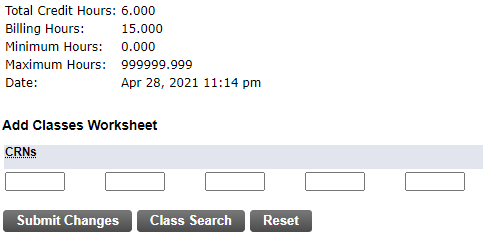 Total Credit Hours: 6.000
Billing Hours: 15.000
Minimum Hours: 0.000
Maximum Hours: 999999.999
Date: Apr 28, 2021 11:14 pm
Add Classes Worksheet
CRNs
Submit Changes Class Search Reset